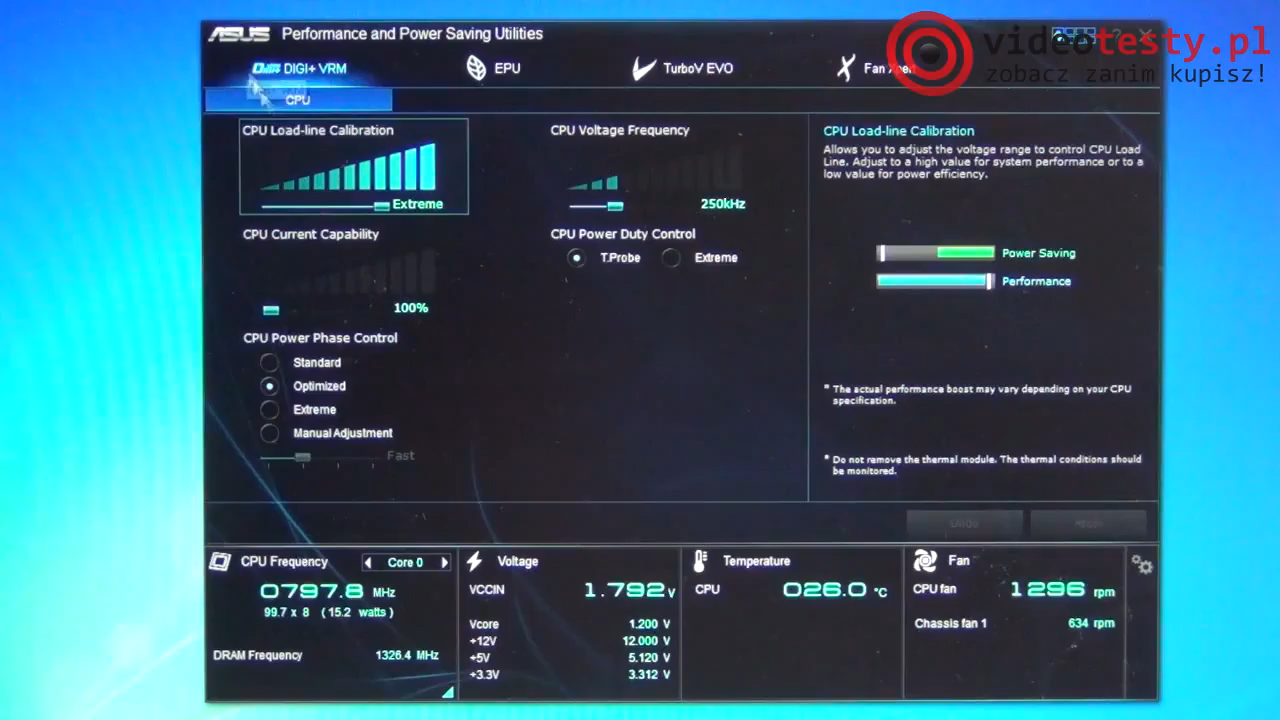 ASUS Performance and Power Saving Utilities
videotesty.pl
zobacz zanim kupisz!
DIGI+ VRM
EPU
TurboV EVO
Fan
CPU
CPU Load-line Calibration
Extreme
CPU Current Capability
100%
CPU Power Phase Control
Standard
Optimized
Extreme
Manual Adjustment
Fast
CPU Voltage Frequency
250kHz
CPU Power Duty Control
T.Probe
Extreme
CPU Load-line Calibration
Allows you to adjust the voltage range to control CPU Load
Line. Adjust to a high value for system performance or to a
low value for power efficiency.
Power Saving
Performance
* The actual performance boost may vary depending on your CPU
specification.
* Do not remove the thermal module. The thermal conditions should
be monitored.
Undo
CPU Frequency
Core 0
0797.8 MHz
99.7 x 8 (15.2 watts)
DRAM Frequency 1326.4 MHz
Voltage
VCCIN 1.792 v
Vcore 1.200 V
+12V 12.000 V
+5V 5.120 V
+3.3V 3.312 V
Temperature
CPU 026.0 °C
Fan
CPU fan 1296 rpm
Chassis fan 1 634 rpm